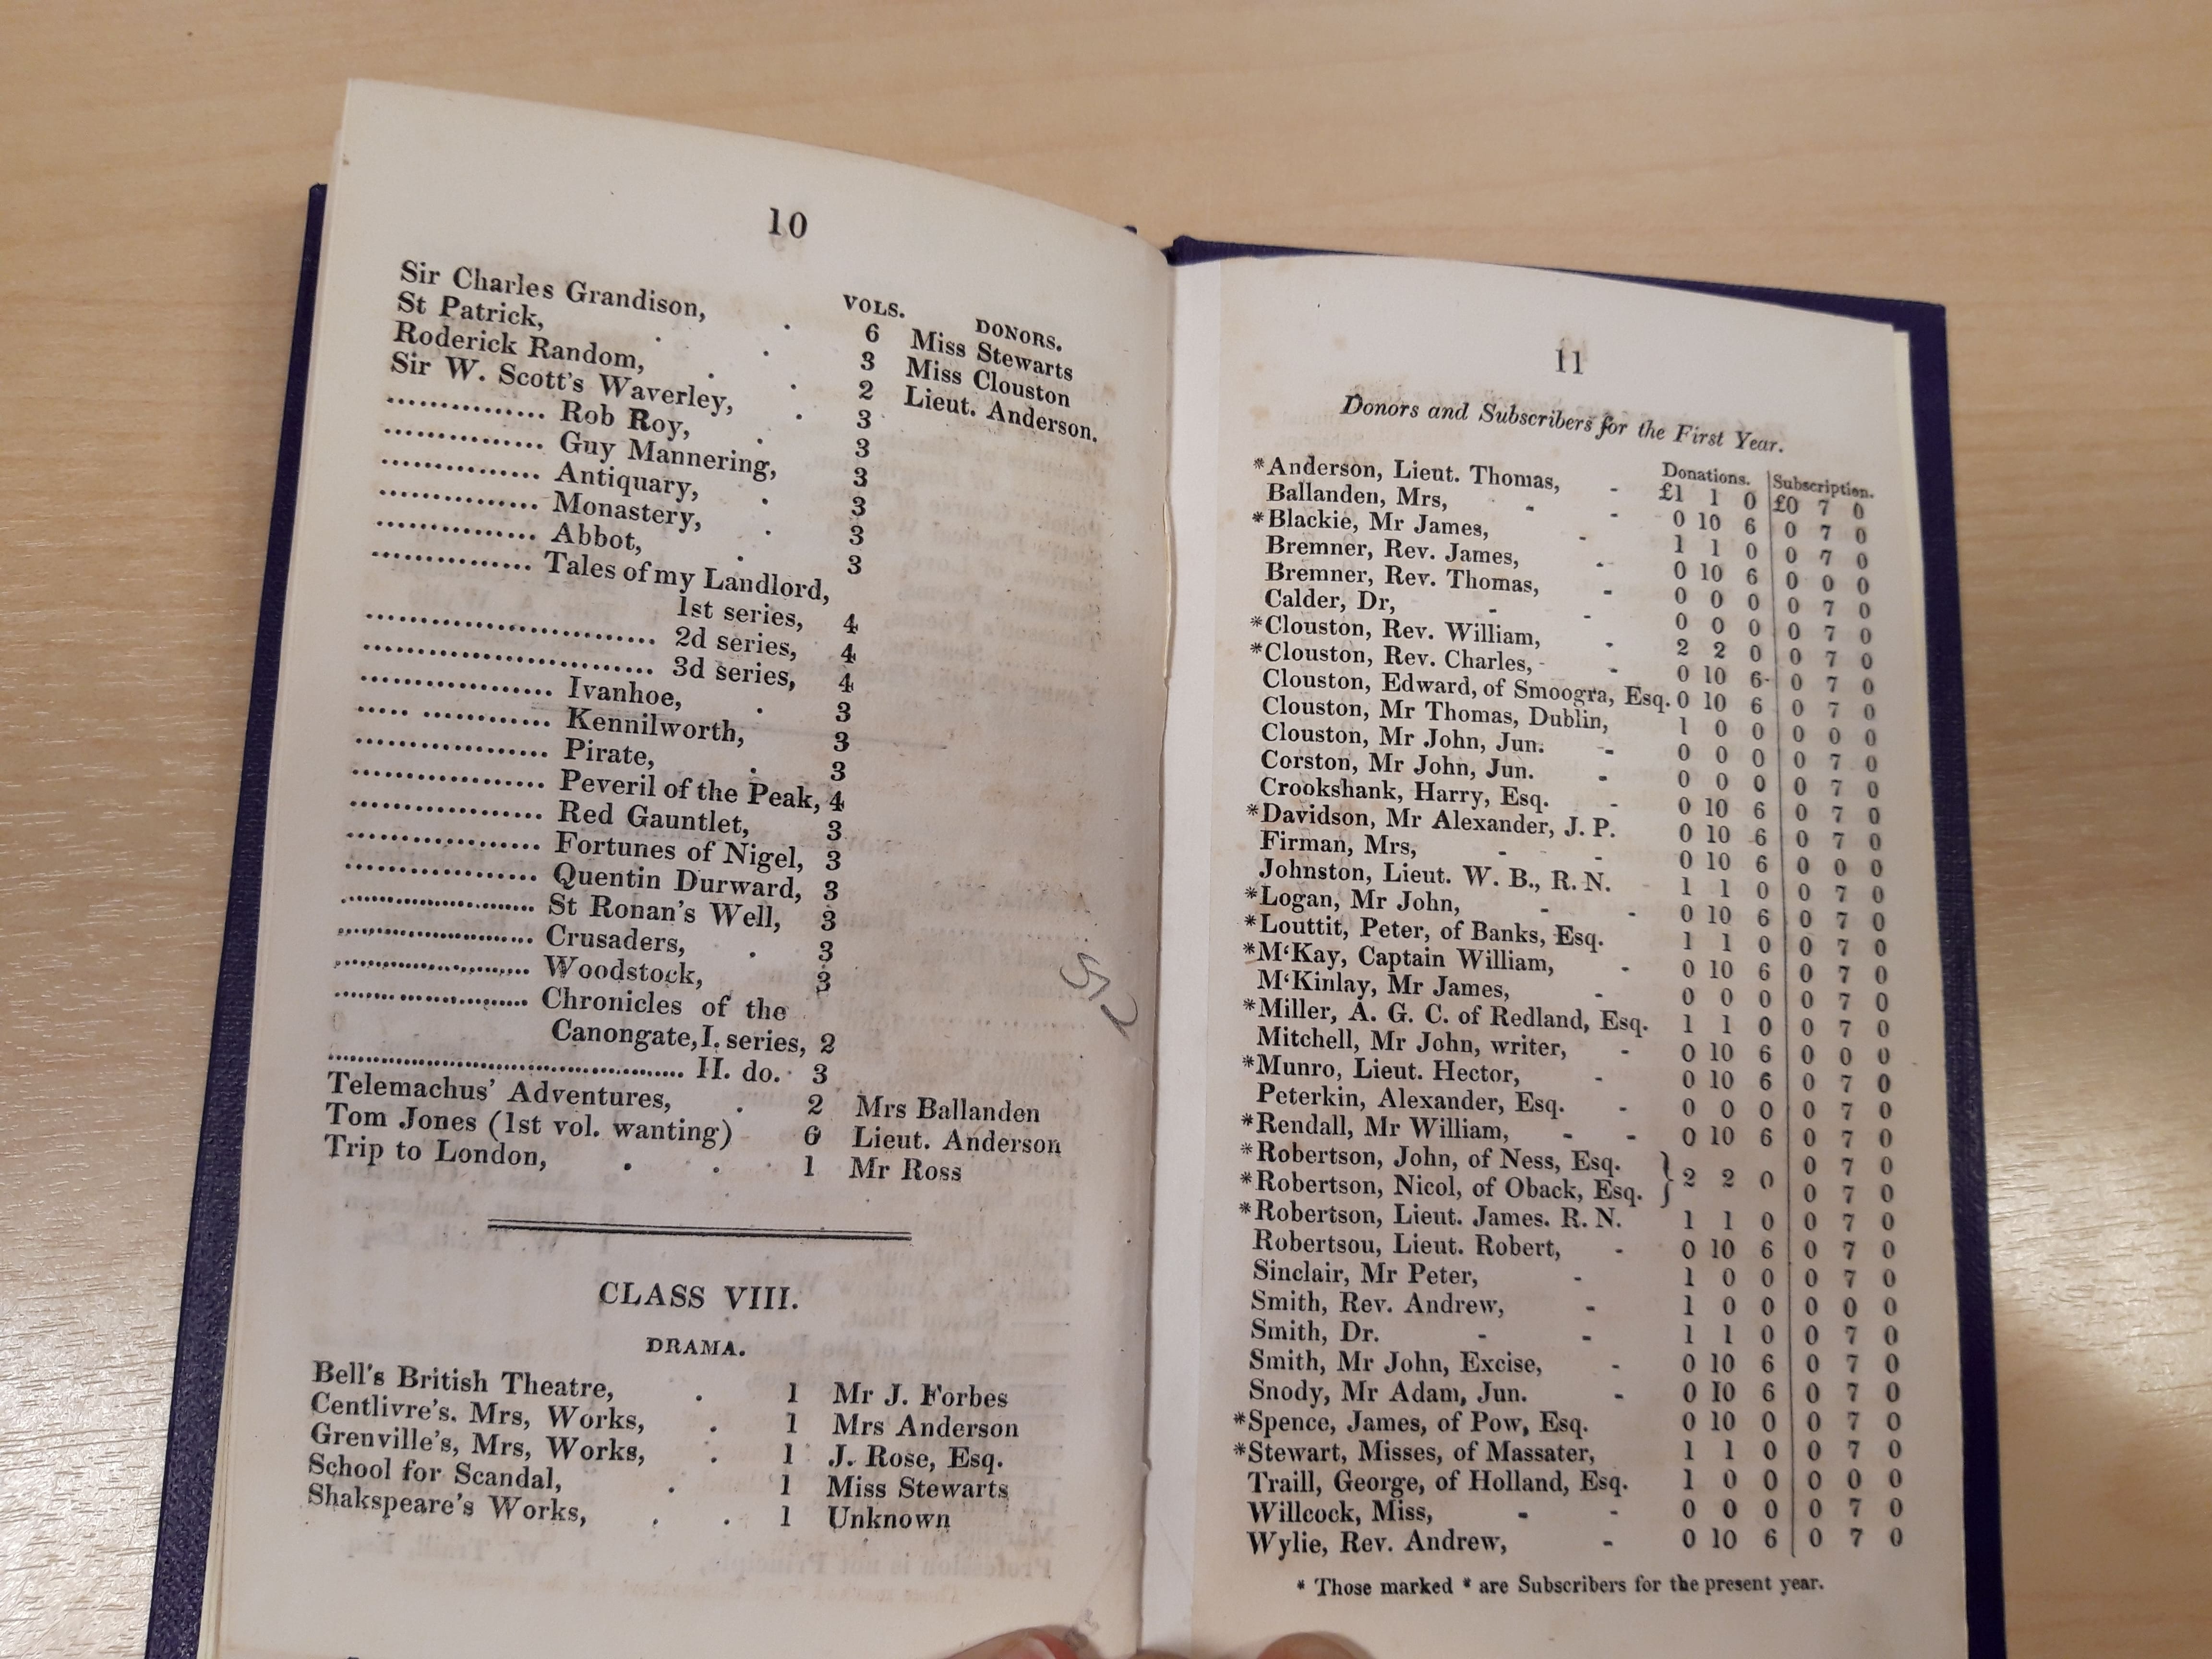 10
VOLS. DONORS.
Sir Charles Grandison, . 6 Miss Stewarts
St Patrick, . . 3 Miss Clouston
Roderick Random, . . 2 Lieut. Anderson.
Sir W. Scott's Waverley, . 3
............... Rob Roy, . 3
............... Guy Mannering, 3
............... Antiquary, . 3
............... Monastery, . 3
............... Abbot, . 3
............... Tales of my Landlord,
1st series, 4
........................... 2d series, 4
........................... 3d series, 4
.................. Ivanhoe, . 3
..... ............ Kennilworth, 3
.................. Pirate, . 3
.................. Peveril of the Peak, 4
.................. Red Gauntlet, 3
.................. Fortunes of Nigel, 3
.................. Quentin Durward, 3
.................. St Ronan's Well, 3
.................. Crusaders, . 3
.................. Woodstock, 3
.................. Chronicles of the
Canongate, I. series, 2
.................................. II. do. 3
Telemachus' Adventures, . 2 Mrs Ballanden
Tom Jones (1st vol. wanting) 6 Lieut. Anderson
Trip to London, . . 1 Mr Ross
CLASS VIII.
DRAMA.
Bell's British Theatre, . 1 Mr J. Forbes
Centlivre's, Mrs, Works, . 1 Mrs Anderson
Grenville's, Mrs, Works, . 1 J. Rose, Esq.
School for Scandal, . 1 Miss Stewarts
Shakspeare's Works, . . 1 Unknown
11
Donors and Subscribers for the First Year.
Donations. Subscription.
*Anderson, Lieut. Thomas, - £1 1 0 £0 7 0
Ballanden, Mrs, - - 0 10 6 0 7 0
*Blackie, Mr James, - 1 1 0 0 7 0
Bremner, Rev. James, - 0 10 6 0 0 0
Bremner, Rev. Thomas, - 0 0 0 0 7 0
Calder, Dr, - - 0 0 0 0 7 0
*Clouston, Rev. William, - 2 2 0 0 7 0
*Clouston, Rev. Charles, - 0 10 6 0 7 0
Clouston, Edward, of Smoogra, Esq. 0 10 6 0 7 0
Clouston, Mr Thomas, Dublin, 1 0 0 0 0 0
Clouston, Mr John, Jun. - 0 0 0 0 7 0
Corston, Mr John, Jun. - 0 0 0 0 7 0
Crookshank, Harry, Esq. - 0 10 6 0 7 0
*Davidson, Mr Alexander, J. P. 0 10 6 0 7 0
Firman, Mrs, - - 0 10 6 0 0 0
Johnston, Lieut. W. B., R. N. 1 1 0 0 7 0
*Logan, Mr John, - - 0 10 6 0 7 0
*Louttit, Peter, of Banks, Esq. 1 1 0 0 7 0
*M'Kay, Captain William, - 0 10 6 0 7 0
M'Kinlay, Mr James, - 0 0 0 0 7 0
*Miller, A. G. C. of Redland, Esq. 1 1 0 0 7 0
Mitchell, Mr John, writer, - 0 10 6 0 0 0
*Munro, Lieut. Hector, - 0 10 6 0 7 0
Peterkin, Alexander, Esq. - 0 0 0 0 7 0
*Rendall, Mr William, - - 0 10 6 0 7 0
*Robertson, John, of Ness, Esq. } 2 2 0 0 7 0
*Robertson, Nicol, of Oback, Esq. } 0 7 0
*Robertson, Lieut. James. R. N. 1 1 0 0 7 0
Robertsou, Lieut. Robert, - 0 10 6 0 7 0
Sinclair, Mr Peter, - 1 0 0 0 7 0
Smith, Rev. Andrew, - 1 0 0 0 0 0
Smith, Dr. - - 1 1 0 0 7 0
Smith, Mr John, Excise, - 0 10 6 0 7 0
Snody, Mr Adam, Jun. - 0 10 6 0 7 0
*Spence, James, of Pow, Esq. 0 10 0 0 7 0
*Stewart, Misses, of Massater, 1 1 0 0 7 0
Traill, George, of Holland, Esq. 1 0 0 0 0 0
Willcock, Miss, - - 0 0 0 0 7 0
Wylie, Rev. Andrew, - 0 10 6 0 7 0
* Those marked * are Subscribers for the present year.